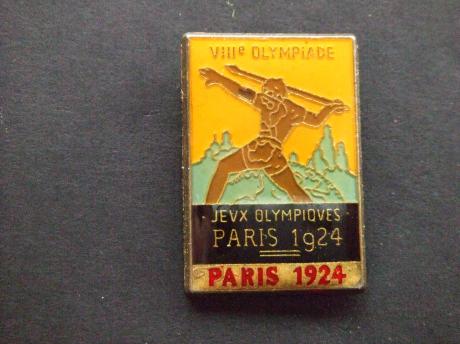 VIIIe OLYMPIADE
JEVX OLYMPIQVES
PARIS 1924
PARIS 1924